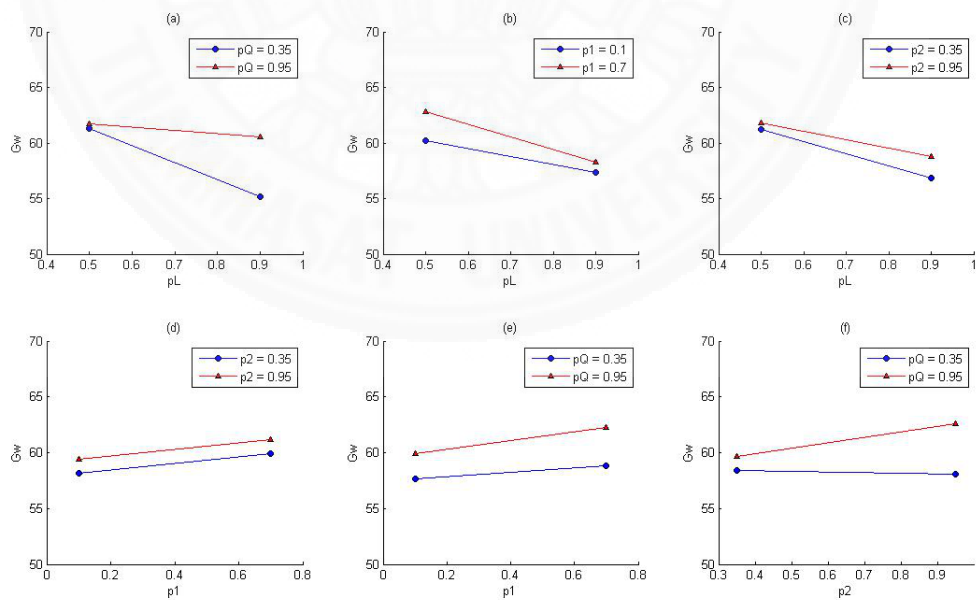 (a)
pQ = 0.35
pQ = 0.95
Gw
70
65
60
55
50
0.4 0.5 0.6 0.7 0.8 0.9 1
pL
(b)
p1 = 0.1
p1 = 0.7
Gw
70
65
60
55
50
0.4 0.5 0.6 0.7 0.8 0.9 1
pL
(c)
p2 = 0.35
p2 = 0.95
Gw
70
65
60
55
50
0.4 0.5 0.6 0.7 0.8 0.9 1
pL
(d)
p2 = 0.35
p2 = 0.95
Gw
70
65
60
55
50
0 0.2 0.4 0.6 0.8
p1
(e)
pQ = 0.35
pQ = 0.95
Gw
70
65
60
55
50
0 0.2 0.4 0.6 0.8
p1
(f)
pQ = 0.35
pQ = 0.95
Gw
70
65
60
55
50
0.3 0.4 0.5 0.6 0.7 0.8 0.9
p2
UNIVERSITY